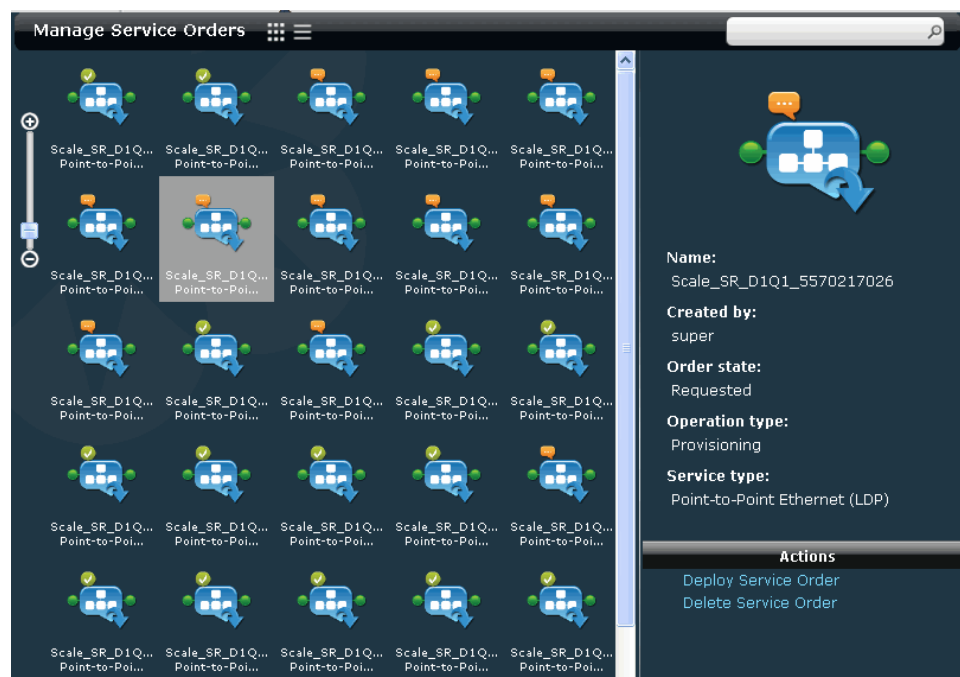 Manage Service Orders
Scale_SR_D1Q... Scale_SR_D1Q... Scale_SR_D1Q... Scale_SR_D1Q... Scale_SR_D1Q...
Point-to-Poi... Point-to-Poi... Point-to-Poi... Point-to-Poi... Point-to-Poi...
Scale_SR_D1Q... Scale_SR_D1Q... Scale_SR_D1Q... Scale_SR_D1Q... Scale_SR_D1Q...
Point-to-Poi... Point-to-Poi... Point-to-Poi... Point-to-Poi... Point-to-Poi...
Scale_SR_D1Q... Scale_SR_D1Q... Scale_SR_D1Q... Scale_SR_D1Q... Scale_SR_D1Q...
Point-to-Poi... Point-to-Poi... Point-to-Poi... Point-to-Poi... Point-to-Poi...
Scale_SR_D1Q... Scale_SR_D1Q... Scale_SR_D1Q... Scale_SR_D1Q... Scale_SR_D1Q...
Point-to-Poi... Point-to-Poi... Point-to-Poi... Point-to-Poi... Point-to-Poi...
Scale_SR_D1Q... Scale_SR_D1Q... Scale_SR_D1Q... Scale_SR_D1Q... Scale_SR_D1Q...
Point-to-Poi... Point-to-Poi... Point-to-Poi... Point-to-Poi... Point-to-Poi...
Name:
Scale_SR_D1Q1_5570217026
Created by:
super
Order state:
Requested
Operation type:
Provisioning
Service type:
Point-to-Point Ethernet (LDP)
Actions
Deploy Service Order
Delete Service Order